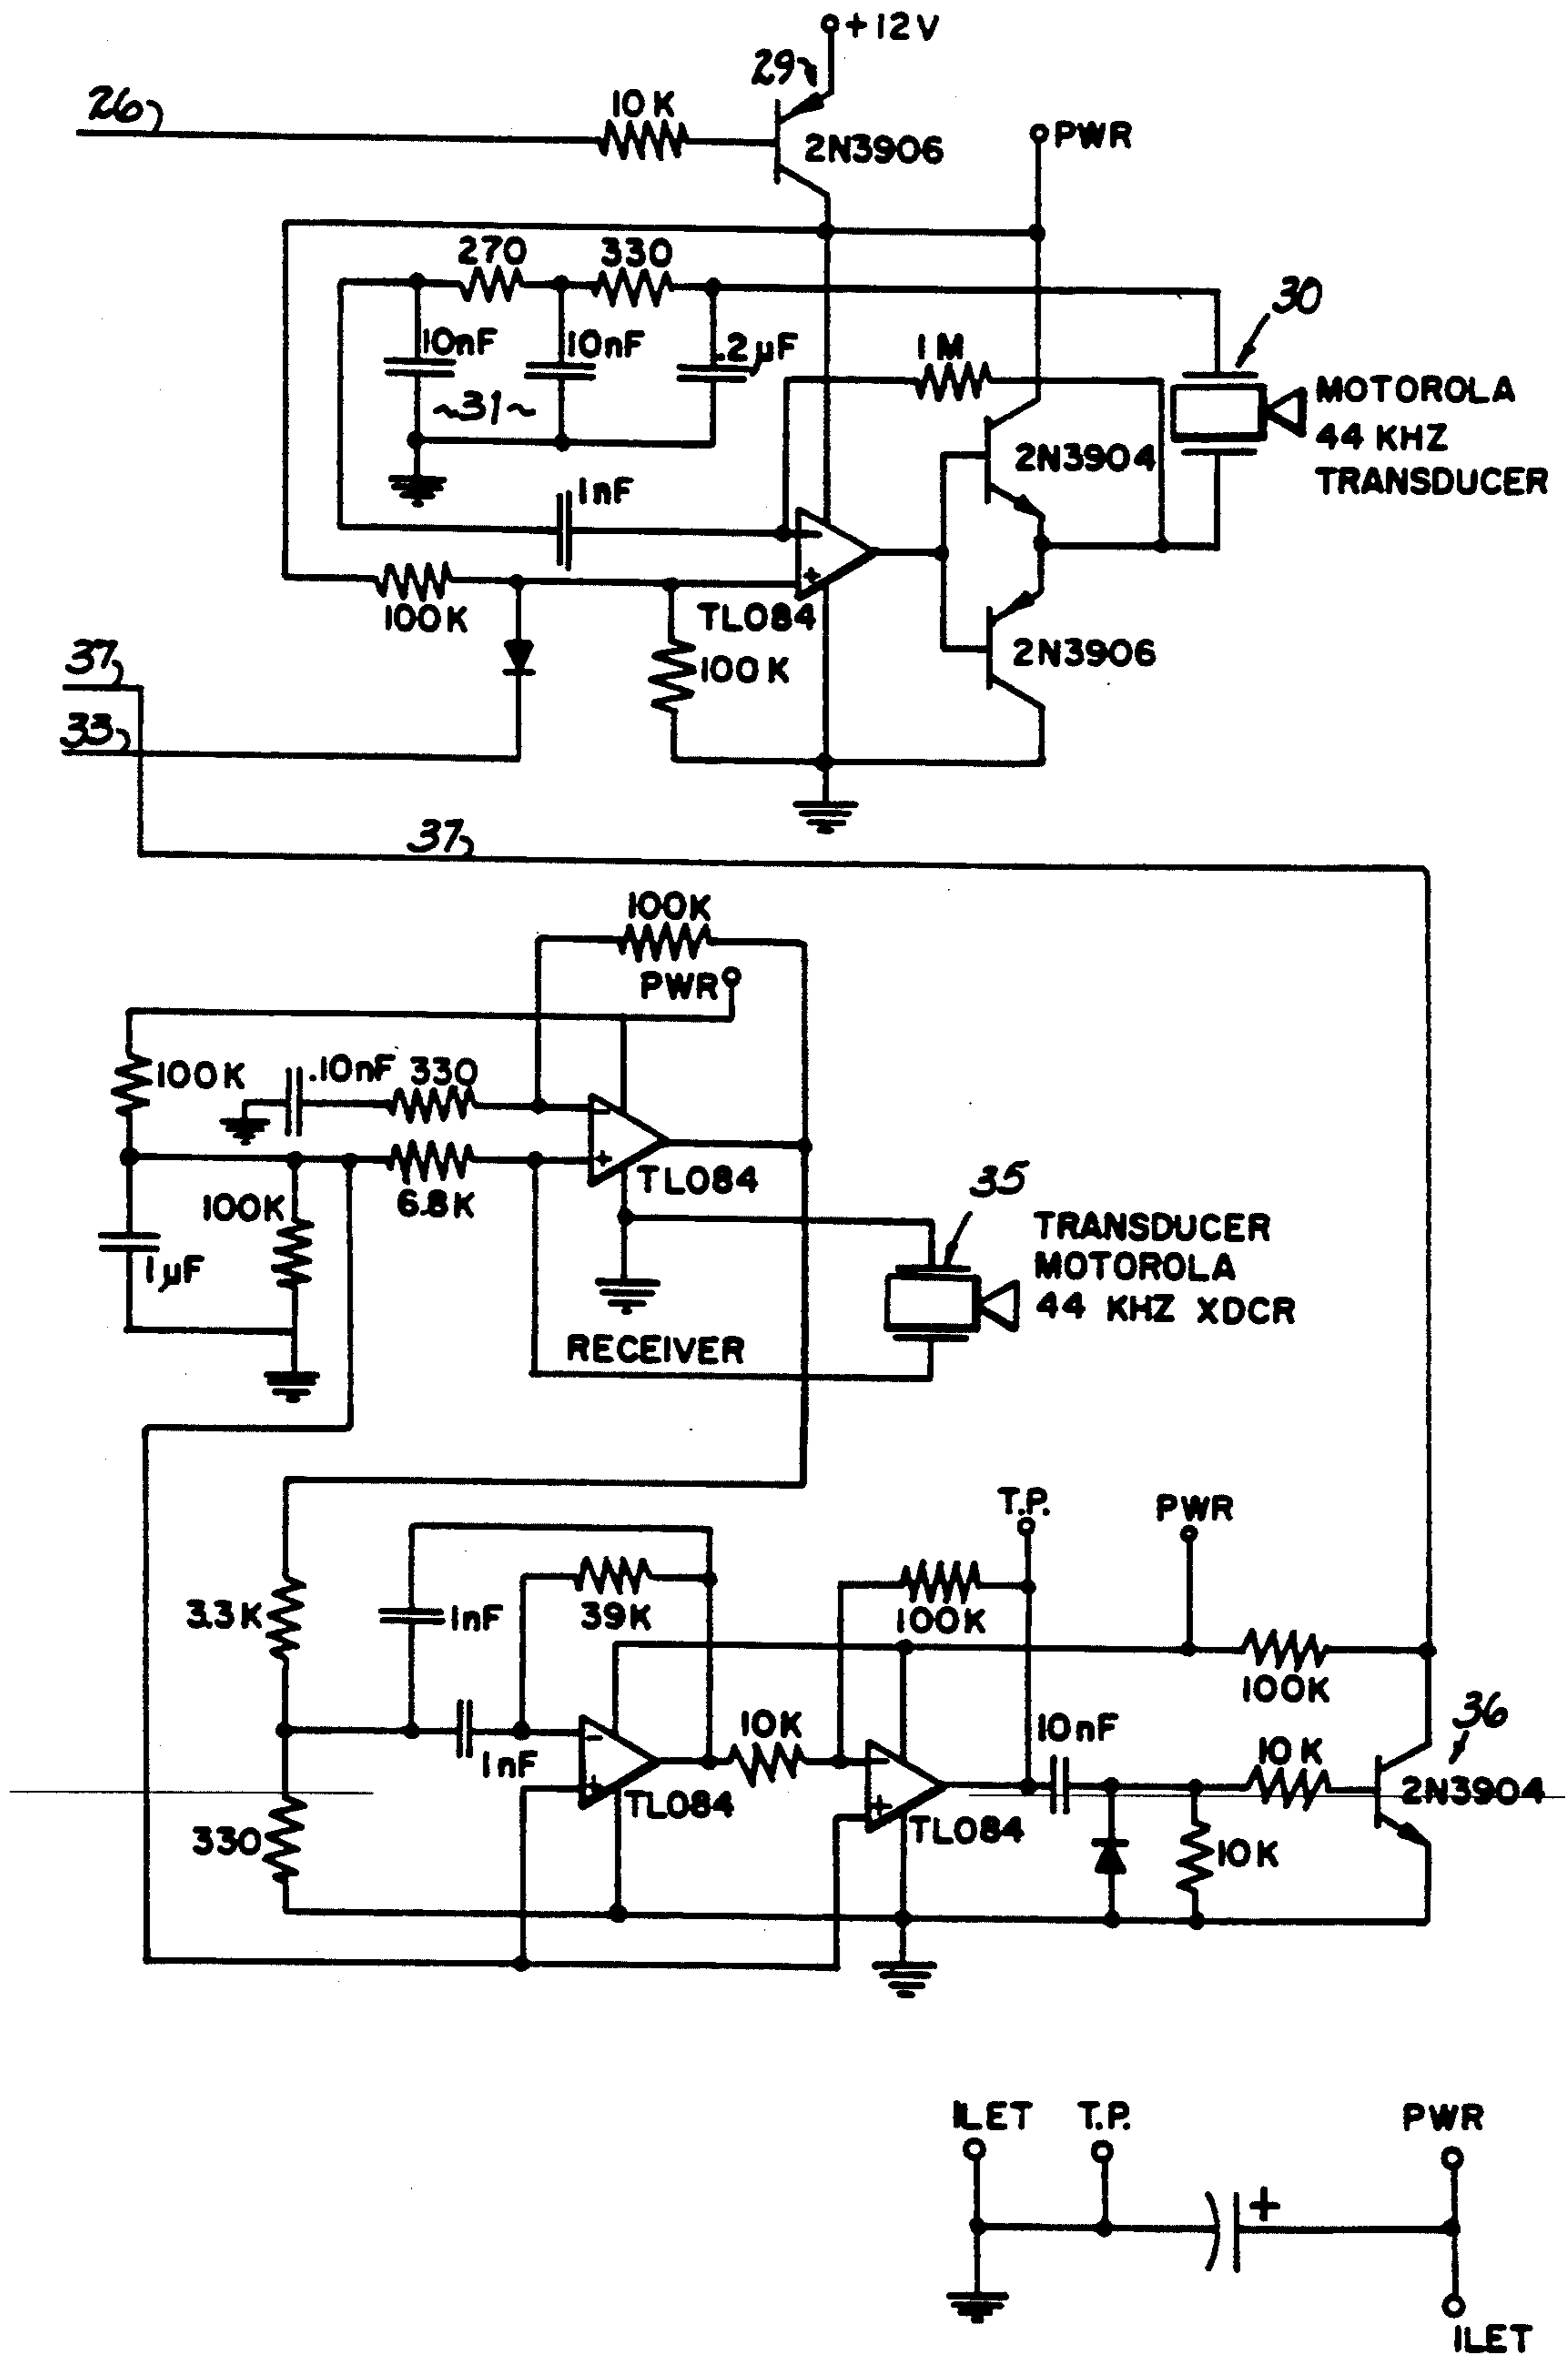 +12V
29
26
10K
2N3906
PWR
270
330
30
10nF
10nF
.2µF
1M
~31~
MOTOROLA
44 KHZ
TRANSDUCER
2N3904
1nF
-
+
100K
TL084
100K
2N3906
37
33
37
100K
PWR
100K
.10nF
330
-
+
TL084
100K
6.8K
35
1µF
TRANSDUCER
MOTOROLA
44 KHZ XDCR
RECEIVER
T.P.
PWR
3.3K
1nF
39K
100K
100K
36
1nF
-
+
10K
-
+
10nF
10K
2N3904
TL084
TL084
330
10K
1LET
T.P.
PWR
+
1LET